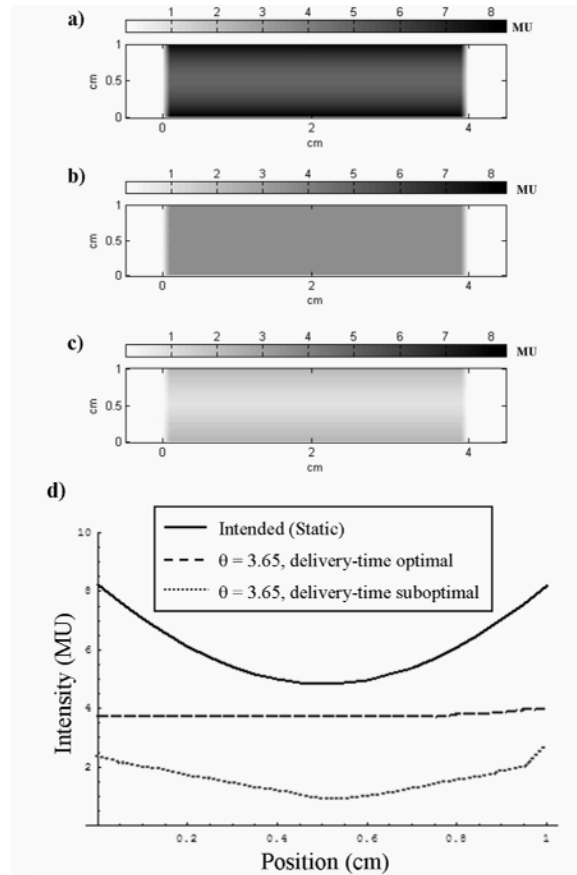 a)
1 2 3 4 5 6 7 8
MU
1
0.5
0
cm
0 2 4
cm
b)
1 2 3 4 5 6 7 8
MU
1
0.5
0
cm
0 2 4
cm
c)
1 2 3 4 5 6 7 8
MU
1
0.5
0
cm
0 2 4
cm
d)
Intended (Static)
θ = 3.65, delivery-time optimal
θ = 3.65, delivery-time suboptimal
10
8
6
4
2
Intensity (MU)
0.2 0.4 0.6 0.8 1
Position (cm)